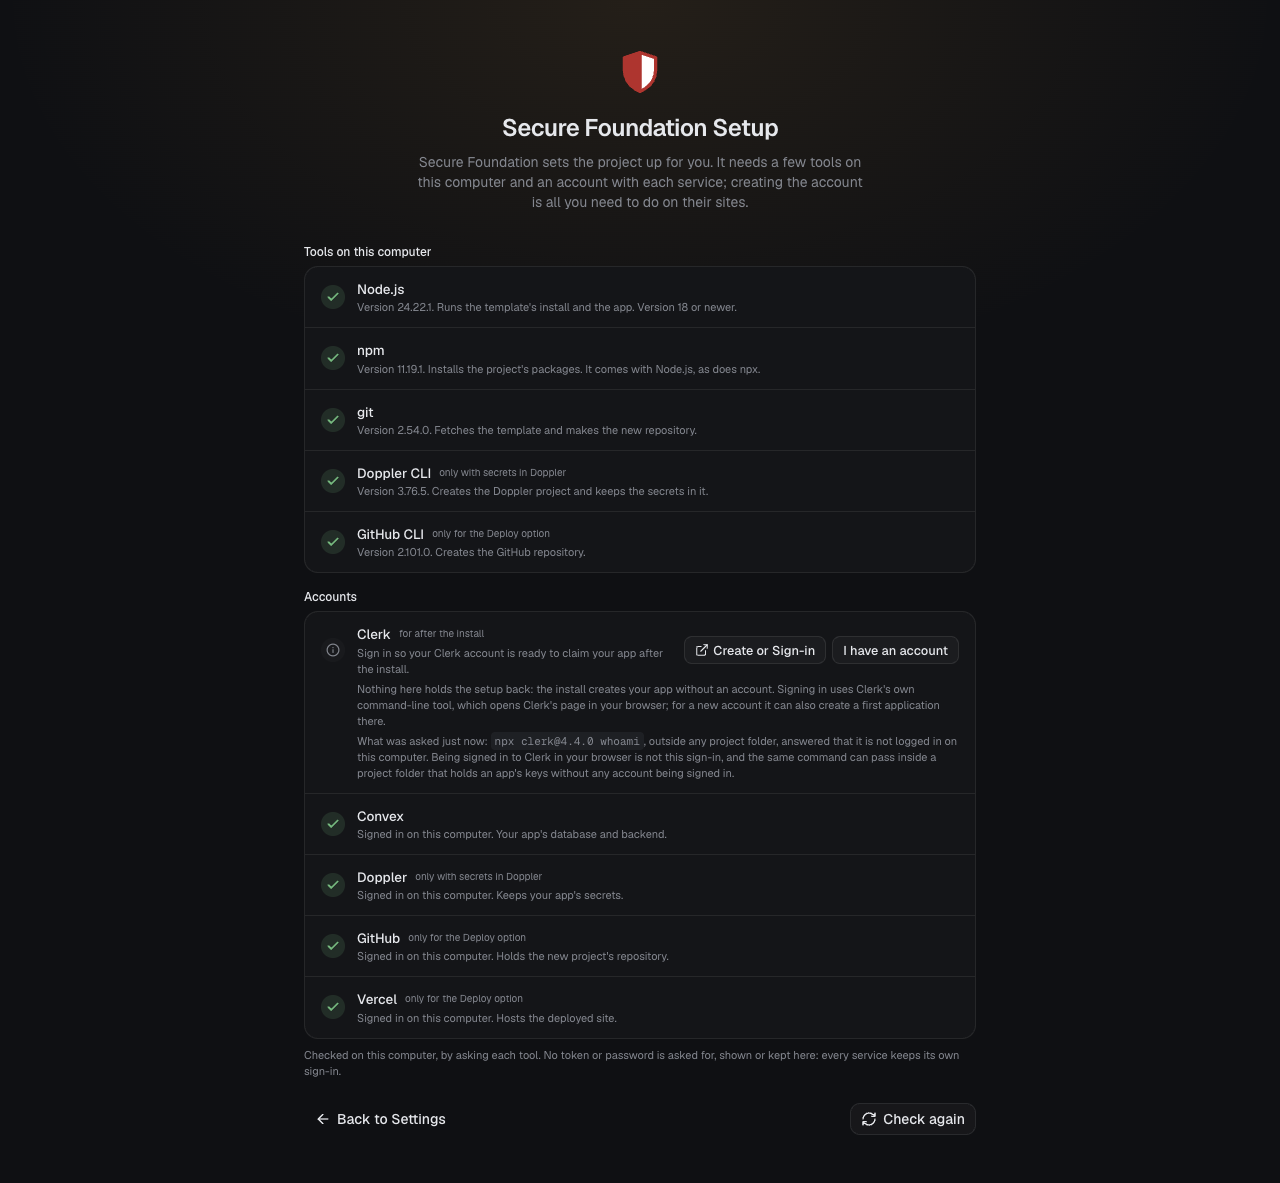 Secure Foundation Setup
Secure Foundation sets the project up for you. It needs a few tools on
this computer and an account with each service; creating the account
is all you need to do on their sites.
Tools on this computer
Node.js
Version 24.22.1. Runs the template's install and the app. Version 18 or newer.
npm
Version 11.19.1. Installs the project's packages. It comes with Node.js, as does npx.
git
Version 2.54.0. Fetches the template and makes the new repository.
Doppler CLI only with secrets in Doppler
Version 3.76.5. Creates the Doppler project and keeps the secrets in it.
GitHub CLI only for the Deploy option
Version 2.101.0. Creates the GitHub repository.
Accounts
Clerk for after the install
Sign in so your Clerk account is ready to claim your app after
the install.
Create or Sign-in
I have an account
Nothing here holds the setup back: the install creates your app without an account. Signing in uses Clerk's own
command-line tool, which opens Clerk's page in your browser; for a new account it can also create a first application
there.
What was asked just now: npx clerk@4.4.0 whoami, outside any project folder, answered that it is not logged in on
this computer. Being signed in to Clerk in your browser is not this sign-in, and the same command can pass inside a
project folder that holds an app's keys without any account being signed in.
Convex
Signed in on this computer. Your app's database and backend.
Doppler only with secrets in Doppler
Signed in on this computer. Keeps your app's secrets.
GitHub only for the Deploy option
Signed in on this computer. Holds the new project's repository.
Vercel only for the Deploy option
Signed in on this computer. Hosts the deployed site.
Checked on this computer, by asking each tool. No token or password is asked for, shown or kept here: every service keeps its own
sign-in.
Back to Settings
Check again